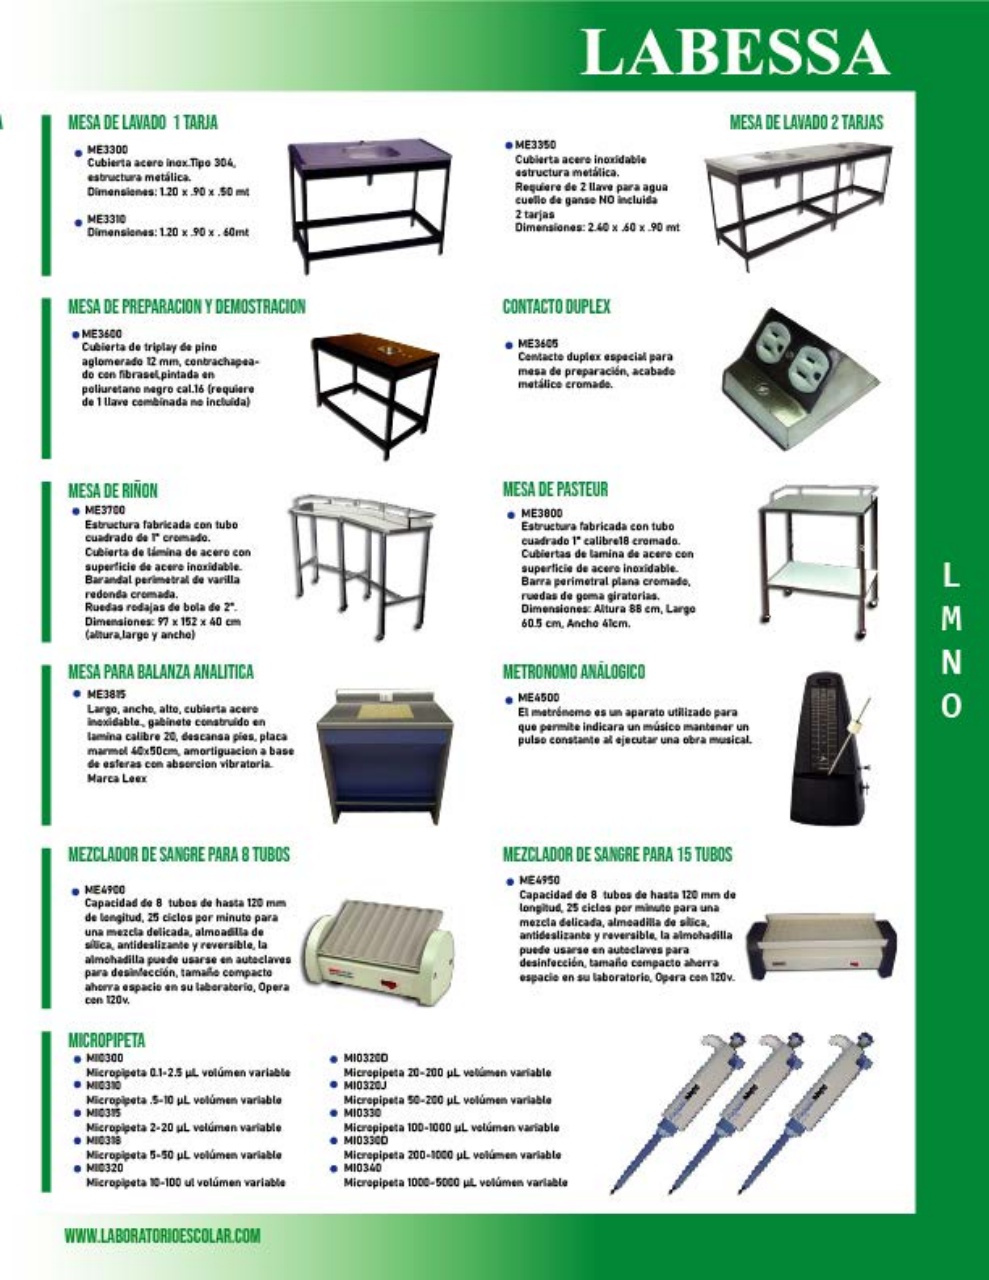 LABESSA
A
MESA DE LAVADO 1 TARJA
ME3300
Cubierta acero inox.Tipo 304,
estructura metálica.
Dimensiones: 1.20 x .90 x .50 mt
ME3310
Dimensiones: 1.20 x .90 x . 60mt
MESA DE LAVADO 2 TARJAS
ME3350
Cubierta acero inoxidable
estructura metálica.
Requiere de 2 llave para agua
cuello de ganso NO incluida
2 tarjas
Dimensiones: 2.40 x .60 x .90 mt
MESA DE PREPARACION Y DEMOSTRACION
ME3600
Cubierta de triplay de pino
aglomerado 12 mm, contrachapea-
do con fibrasel,pintada en
poliuretano negro cal.16 (requiere
de 1 llave combinada no incluida)
CONTACTO DUPLEX
ME3605
Contacto duplex especial para
mesa de preparación, acabado
metálico cromado.
MESA DE RIÑON
ME3700
Estructura fabricada con tubo
cuadrado de 1" cromado.
Cubierta de lámina de acero con
superficie de acero inoxidable.
Barandal perimetral de varilla
redonda cromada.
Ruedas rodajas de bola de 2".
Dimensiones: 97 x 152 x 40 cm
(altura,largo y ancho)
MESA DE PASTEUR
ME3800
Estructura fabricada con tubo
cuadrado 1" calibre18 cromado.
Cubiertas de lamina de acero con
superficie de acero inoxidable.
Barra perimetral plana cromado,
ruedas de goma giratorias.
Dimensiones: Altura 88 cm, Largo
60.5 cm, Ancho 41cm.
MESA PARA BALANZA ANALITICA
ME3815
Largo, ancho, alto, cubierta acero
inoxidable., gabinete construido en
lamina calibre 20, descansa pies, placa
marmol 40x50cm, amortiguacion a base
de esferas con absorcion vibratoria.
Marca Leex
METRONOMO ANÁLOGICO
ME4500
El metrónomo es un aparato utilizado para
que permite indicara un músico mantener un
pulso constante al ejecutar una obra musical.
MEZCLADOR DE SANGRE PARA 8 TUBOS
ME4900
Capacidad de 8 tubos de hasta 120 mm
de longitud, 25 ciclos por minuto para
una mezcla delicada, almoadilla de
sílica, antideslizante y reversible, la
almohadilla puede usarse en autoclaves
para desinfección, tamaño compacto
ahorra espacio en su laboratorio, Opera
con 120v.
MEZCLADOR DE SANGRE PARA 15 TUBOS
ME4950
Capacidad de 8 tubos de hasta 120 mm de
longitud, 25 ciclos por minuto para una
mezcla delicada, almoadilla de sílica,
antideslizante y reversible, la almohadilla
puede usarse en autoclaves para
desinfección, tamaño compacto ahorra
espacio en su laboratorio, Opera con 120v.
MICROPIPETA
MI0300
Micropipeta 0.1-2.5 µL volúmen variable
MI0310
Micropipeta .5-10 µL volúmen variable
MI0315
Micropipeta 2-20 µL volúmen variable
MI0318
Micropipeta 5-50 µL volúmen variable
MI0320
Micropipeta 10-100 ul volúmen variable
MI0320D
Micropipeta 20-200 µL volúmen variable
MI0320J
Micropipeta 50-200 µL volúmen variable
MI0330
Micropipeta 100-1000 µL volúmen variable
MI0330D
Micropipeta 200-1000 µL volúmen variable
MI0340
Micropipeta 1000-5000 µL volúmen variable
L
M
N
O
WWW.LABORATORIOESCOLAR.COM